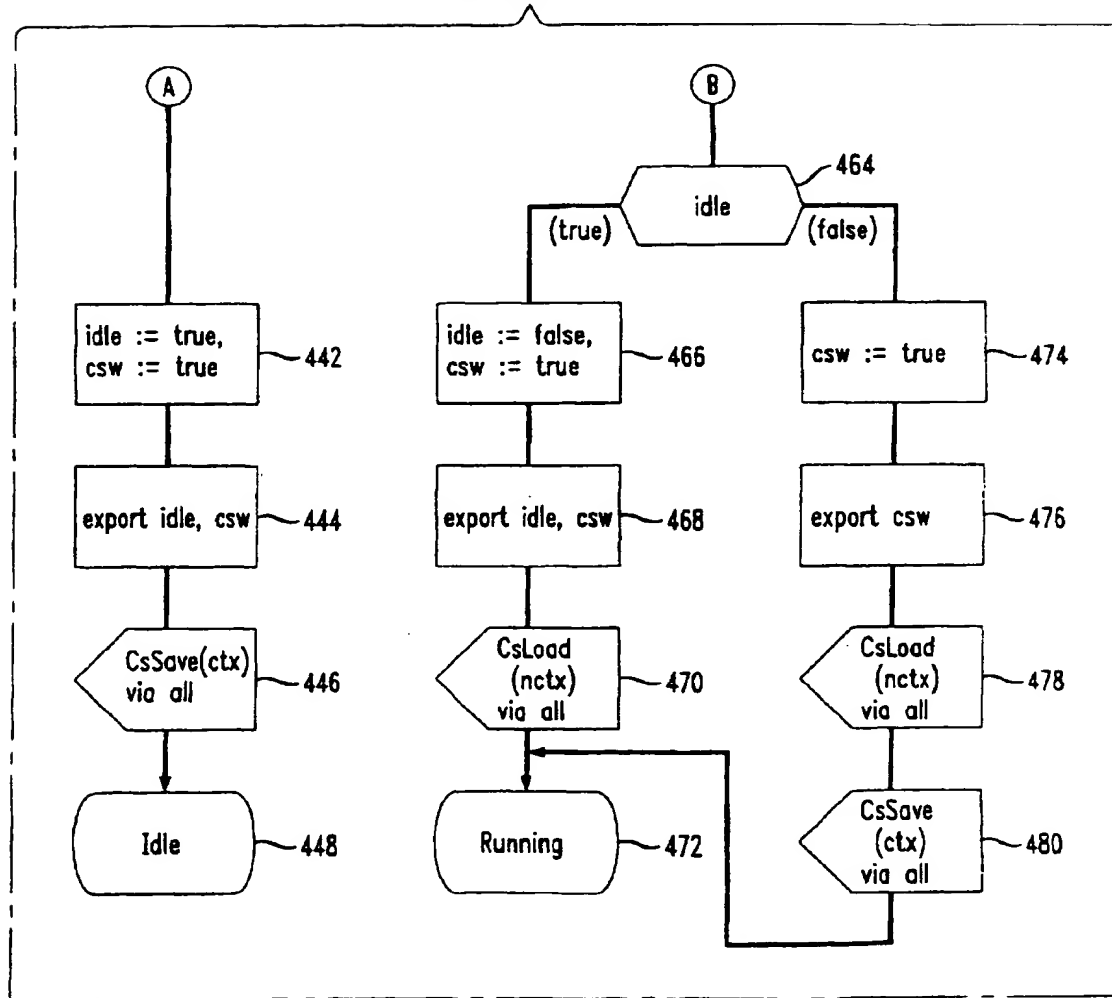 A
B
464
idle
(true)
(false)
idle := true,
csw := true
442
idle := false,
csw := true
466
csw := true
474
export idle, csw
444
export idle, csw
468
export csw
476
CsSave(ctx)
via all
446
CsLoad
(nctx)
via all
470
CsLoad
(nctx)
via all
478
Idle
448
Running
472
CsSave
(ctx)
via all
480